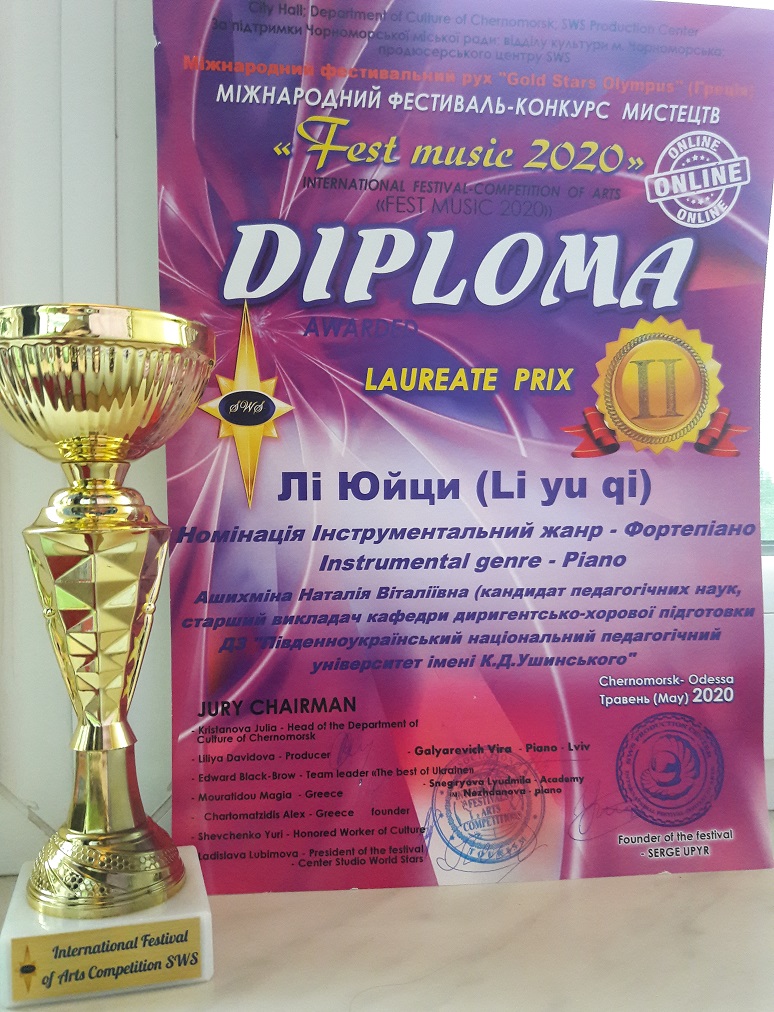 City Hall; Department of Culture of Chernomorsk; SWS Production Center
За підтримки Чорноморської міської ради; відділу культури м. Чорноморська;
продюсерського центру SWS
Міжнародний фестивальний рух "Gold Stars Olympus" (Греція)
МІЖНАРОДНИЙ ФЕСТИВАЛЬ-КОНКУРС МИСТЕЦТВ
« Fest music 2020»
ONLINE
ONLINE
ONLINE
INTERNATIONAL FESTIVAL-COMPETITION OF ARTS
«FEST MUSIC 2020»
DIPLOMA
AWARDED
LAUREATE PRIX
II
SWS
Лі Юйци (Li yu qi)
Номінація Інструментальний жанр - Фортепіано
Instrumental genre - Piano
Ашихміна Наталія Віталіївна (кандидат педагогічних наук,
старший викладач кафедри диригентсько-хорової підготовки
ДЗ "Південноукраїнський національний педагогічний
університет імені К.Д.Ушинського"
Chernomorsk- Odessa
Травень (May) 2020
JURY CHAIRMAN
- Kristanova Julia - Head of the Department of
Culture of Chernomorsk
- Liliya Davidova - Producer
- Edward Black-Brow - Team leader «The best of Ukraine»
- Mouratidou Magia - Greece
- Chartomatzidis Alex - Greece founder
- Shevchenko Yuri - Honored Worker of Culture
- Ladislava Lubimova - President of the festival
- Center Studio World Stars
- Galyarevich Vira - Piano - Lviv
- Snegiryova Lyudmila - Academy
Nezhdanova - piano
FESTIVAL
ARTS
COMPETITION
SWS PRODUCTION CENTER
Founder of the festival
- SERGE UPYR
International Festival
of Arts Competition SWS